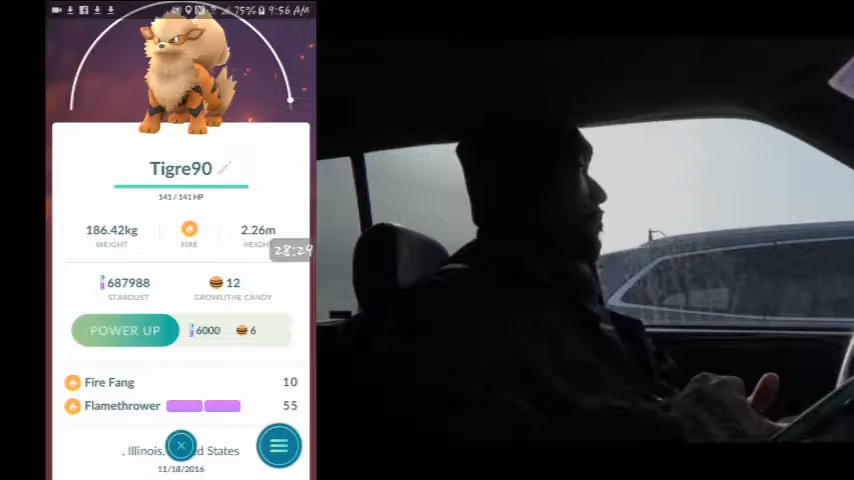 75% 9:56 AM
Tigre90
141 / 141 HP
186.42kg
WEIGHT
FIRE
2.26m
HEIGH
28:29
687988
STARDUST
12
GROWLITHE CANDY
POWER UP
6000
6
Fire Fang
10
Flamethrower
55
, Illinois, ed States
11/18/2016